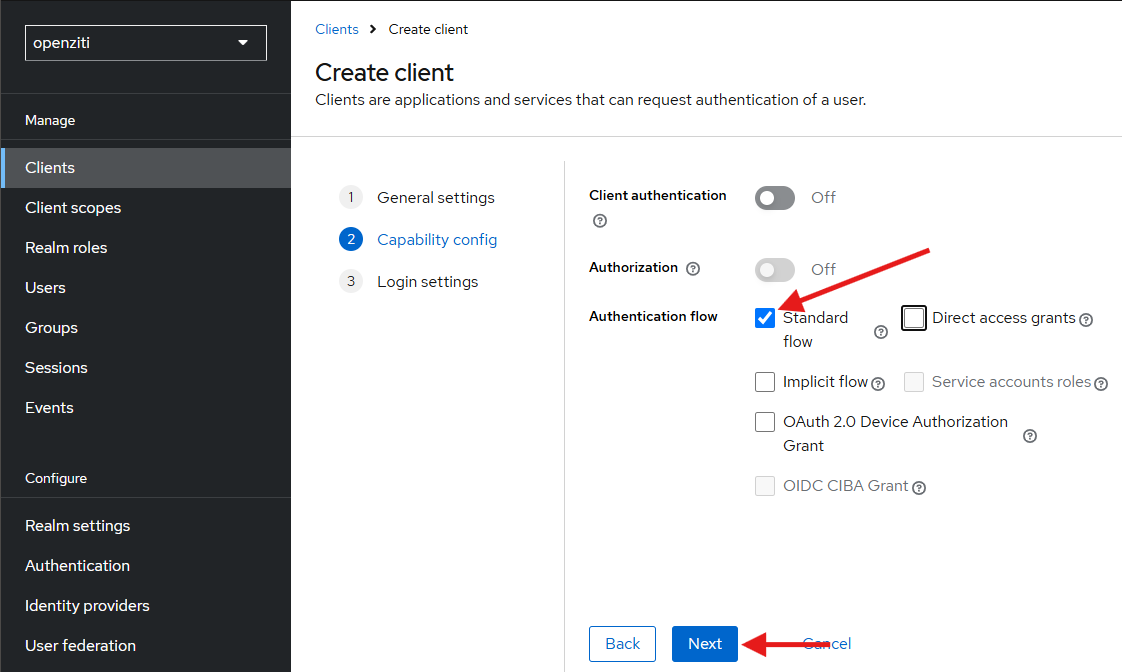 openziti
Manage
Clients
Client scopes
Realm roles
Users
Groups
Sessions
Events
Configure
Realm settings
Authentication
Identity providers
User federation
Clients > Create client
Create client
Clients are applications and services that can request authentication of a user.
1 General settings
2 Capability config
3 Login settings
Client authentication Off
Authorization Off
Authentication flow
Standard
flow
Direct access grants
Implicit flow
Service accounts roles
OAuth 2.0 Device Authorization
Grant
OIDC CIBA Grant
Back Next Cancel